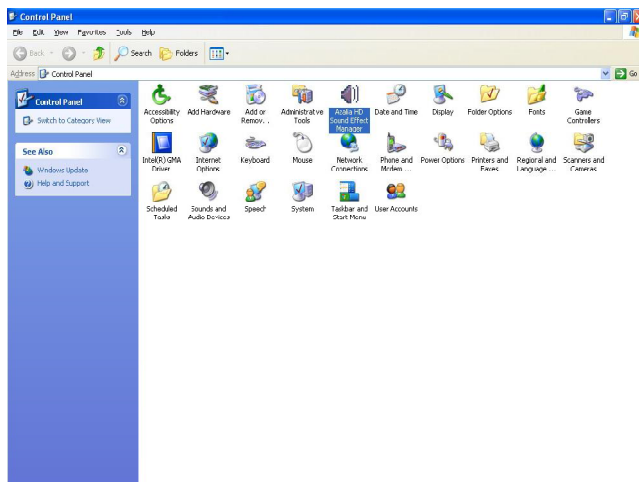 Control Panel
File Edit View Favorites Tools Help
Back Search Folders
Address Control Panel Go
Control Panel
Switch to Category View
See Also
Windows Update
Help and Support
Accessibility Options
Add Hardware
Add or Remov...
Administrative Tools
Azalia HD Sound Effect Manager
Date and Time
Display
Folder Options
Fonts
Game Controllers
Intel(R) GMA Driver
Internet Options
Keyboard
Mouse
Network Connections
Phone and Modem ...
Power Options
Printers and Faxes
Regional and Language ...
Scanners and Cameras
Scheduled Tasks
Sounds and Audio Devices
Speech
System
Taskbar and Start Menu
User Accounts